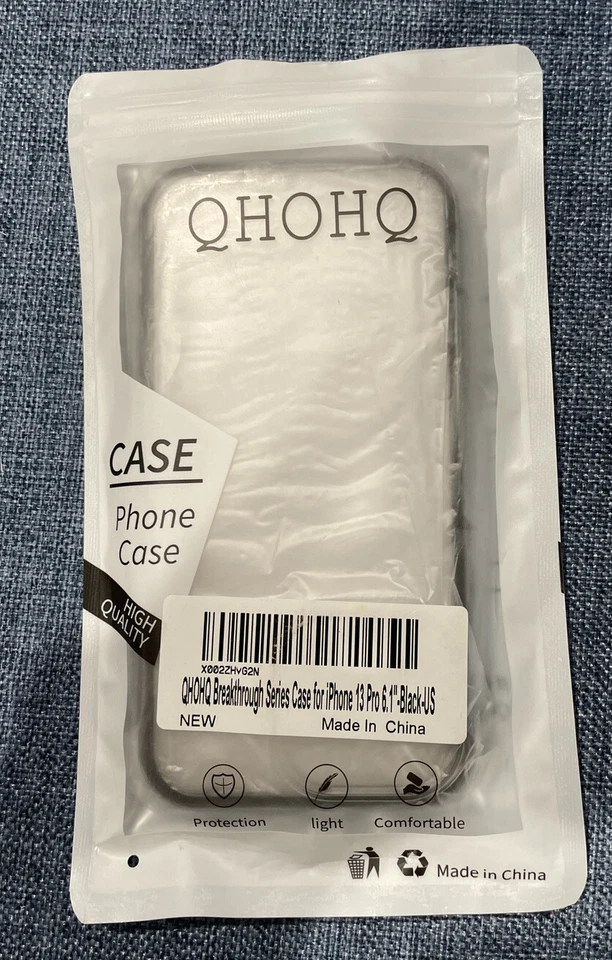 QHOHQ
CASE
Phone
Case
HIGH
QUALITY
X002ZHvG2N
QHOHQ Breakthrough Series Case for iPhone 13 Pro 6.1"-Black-US
NEW Made In China
Protection light Comfortable
Made in China